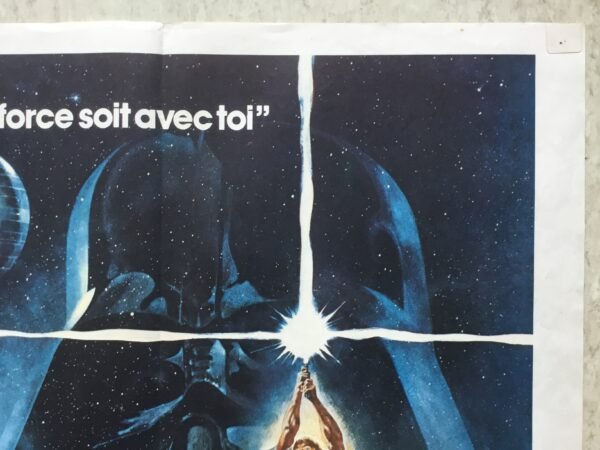 force soit avec toi”